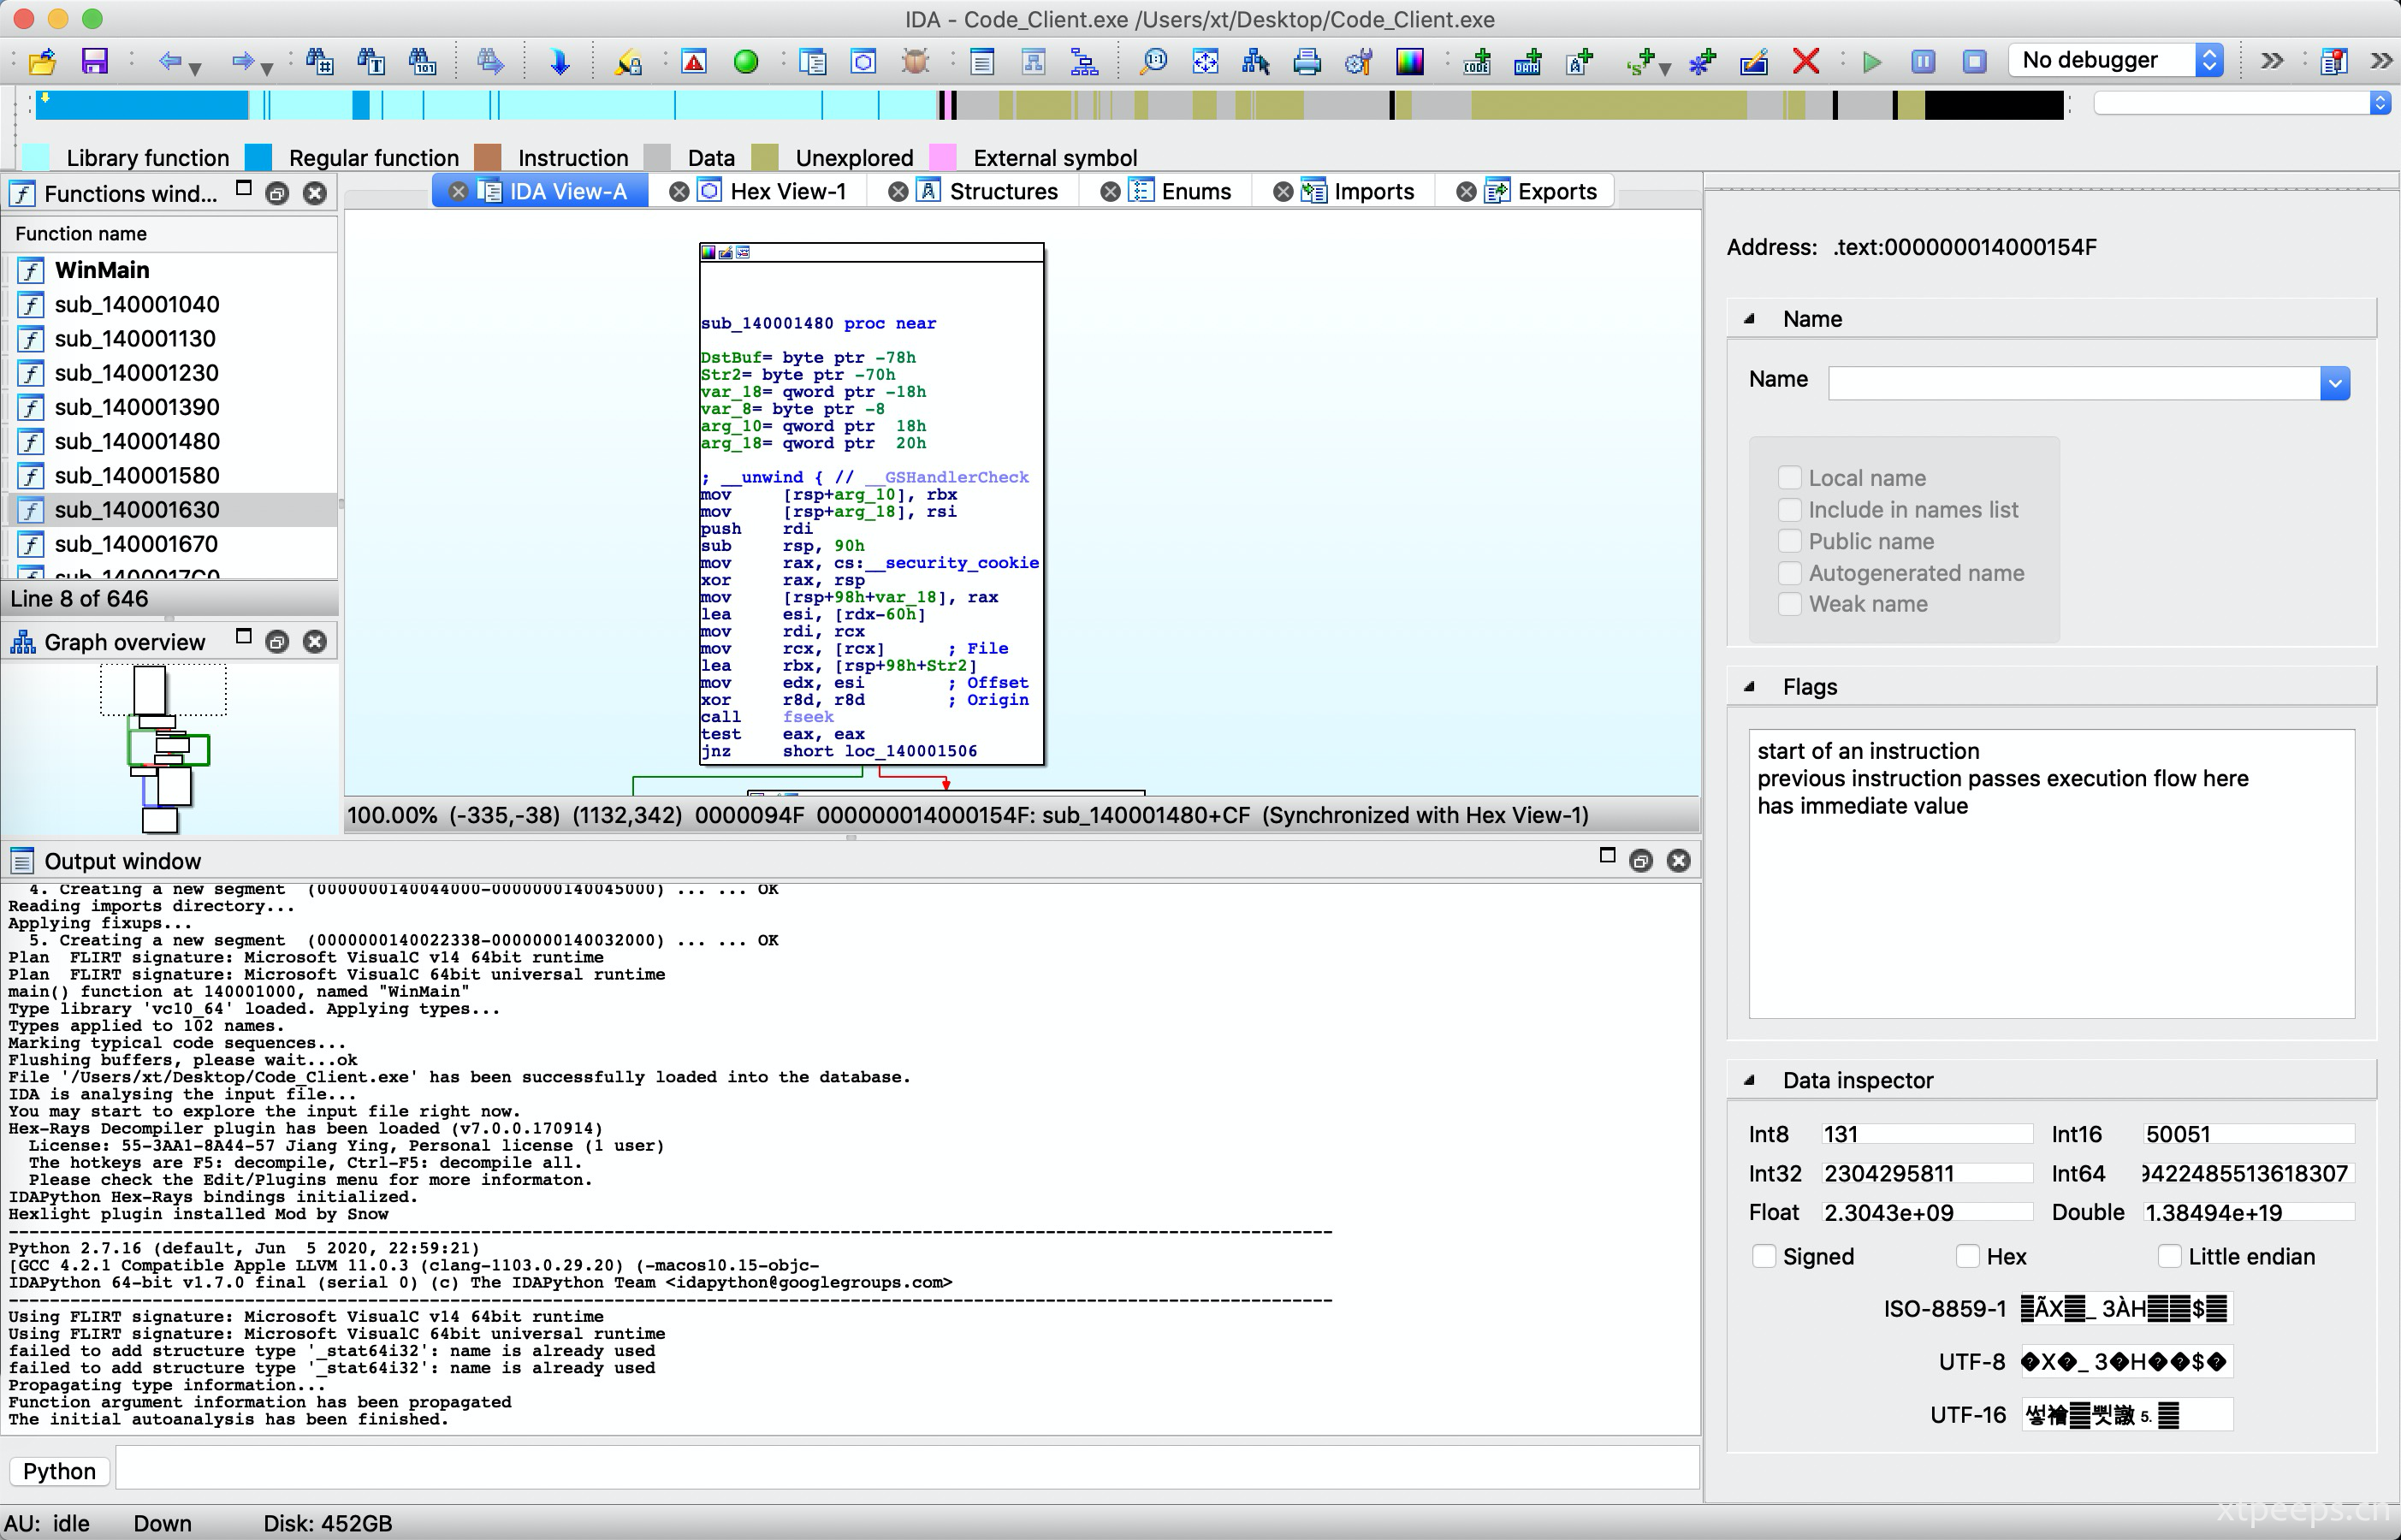 IDA - Code_Client.exe /Users/xt/Desktop/Code_Client.exe
No debugger
Library function Regular function Instruction Data Unexplored External symbol
Functions wind...
Function name
WinMain
sub_140001040
sub_140001130
sub_140001230
sub_140001390
sub_140001480
sub_140001580
sub_140001630
sub_140001670
sub_1400017C0
Line 8 of 646
Graph overview
IDA View-A Hex View-1 Structures Enums Imports Exports
sub_140001480 proc near
DstBuf= byte ptr -78h
Str2= byte ptr -70h
var_18= qword ptr -18h
var_8= byte ptr -8
arg_10= qword ptr  18h
arg_18= qword ptr  20h
; __unwind { // __GSHandlerCheck
mov     [rsp+arg_10], rbx
mov     [rsp+arg_18], rsi
push    rdi
sub     rsp, 90h
mov     rax, cs:__security_cookie
xor     rax, rsp
mov     [rsp+98h+var_18], rax
lea     esi, [rdx-60h]
mov     rdi, rcx
mov     rcx, [rcx]      ; File
lea     rbx, [rsp+98h+Str2]
mov     edx, esi        ; Offset
xor     r8d, r8d        ; Origin
call    fseek
test    eax, eax
jnz     short loc_140001506
100.00% (-335,-38) (1132,342) 0000094F 000000014000154F: sub_140001480+CF (Synchronized with Hex View-1)
Output window
4. Creating a new segment  (0000000140044000-0000000140045000) ... ... OK
Reading imports directory...
Applying fixups...
5. Creating a new segment  (0000000140022338-0000000140032000) ... ... OK
Plan  FLIRT signature: Microsoft VisualC v14 64bit runtime
Plan  FLIRT signature: Microsoft VisualC 64bit universal runtime
main() function at 140001000, named "WinMain"
Type library 'vc10_64' loaded. Applying types...
Types applied to 102 names.
Marking typical code sequences...
Flushing buffers, please wait...ok
File '/Users/xt/Desktop/Code_Client.exe' has been successfully loaded into the database.
IDA is analysing the input file...
You may start to explore the input file right now.
Hex-Rays Decompiler plugin has been loaded (v7.0.0.170914)
License: 55-3AA1-8A44-57 Jiang Ying, Personal license (1 user)
The hotkeys are F5: decompile, Ctrl-F5: decompile all.
Please check the Edit/Plugins menu for more informaton.
IDAPython Hex-Rays bindings initialized.
Hexlight plugin installed Mod by Snow
Python 2.7.16 (default, Jun  5 2020, 22:59:21)
[GCC 4.2.1 Compatible Apple LLVM 11.0.3 (clang-1103.0.29.20) (-macos10.15-objc-
IDAPython 64-bit v1.7.0 final (serial 0) (c) The IDAPython Team <idapython@googlegroups.com>
Using FLIRT signature: Microsoft VisualC v14 64bit runtime
Using FLIRT signature: Microsoft VisualC 64bit universal runtime
failed to add structure type '_stat64i32': name is already used
failed to add structure type '_stat64i32': name is already used
Propagating type information...
Function argument information has been propagated
The initial autoanalysis has been finished.
Python
AU: idle Down Disk: 452GB
Address: .text:000000014000154F
Name
Name
Local name
Include in names list
Public name
Autogenerated name
Weak name
Flags
start of an instruction
previous instruction passes execution flow here
has immediate value
Data inspector
Int8 131 Int16 50051
Int32 2304295811 Int64 9422485513618307
Float 2.3043e+09 Double 1.38494e+19
Signed Hex Little endian
ISO-8859-1 ÃX _ 3ÀH $
UTF-8 �X�_ 3�H��$�
UTF-16
xtpeeps.cn